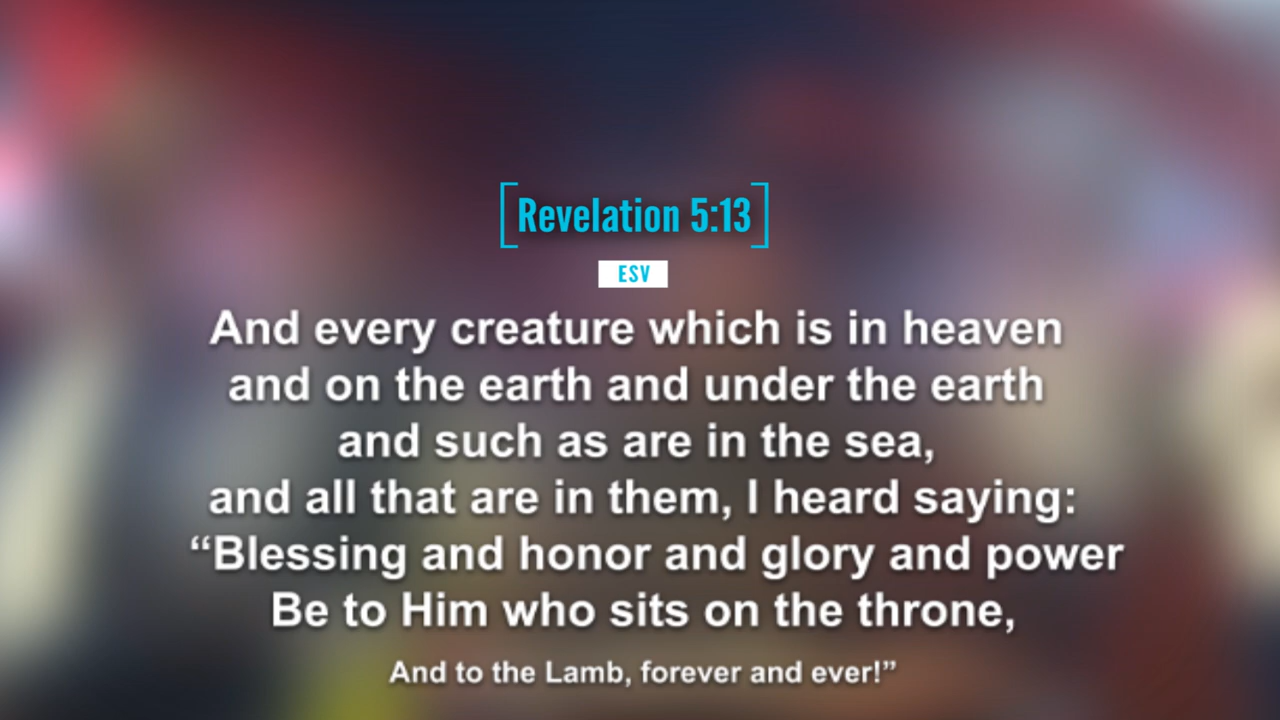 Revelation 5:13
ESV
And every creature which is in heaven
and on the earth and under the earth
and such as are in the sea,
and all that are in them, I heard saying:
“Blessing and honor and glory and power
Be to Him who sits on the throne,
And to the Lamb, forever and ever!”